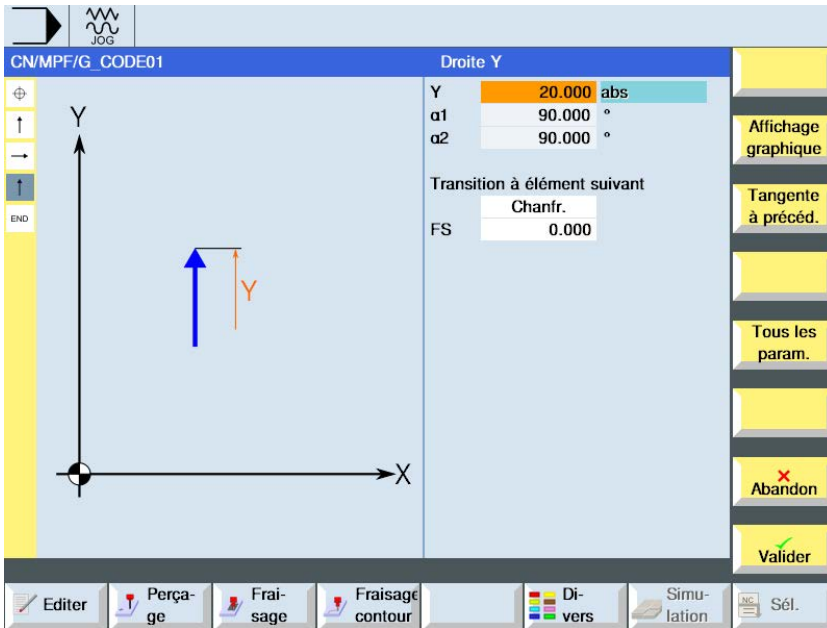 JOG
CN/MPF/G_CODE01
Droite Y
Y 20.000 abs
α1 90.000 °
α2 90.000 °
Transition à élément suivant
Chanfr.
FS 0.000
END
Y
Y
X
Affichage
graphique
Tangente
à précéd.
Tous les
param.
Abandon
Valider
Editer
Perça-
ge
Frai-
sage
Fraisage
contour
Di-
vers
Simu-
lation
NC
Sél.